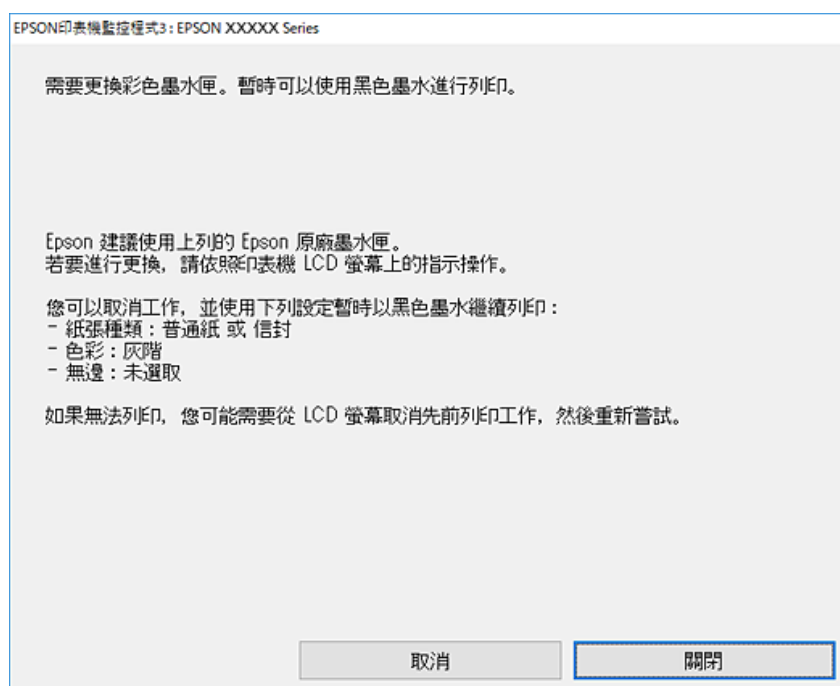 EPSON印表機監控程式3 : EPSON XXXXX Series
需要更換彩色墨水匣。暫時可以使用黑色墨水進行列印。
Epson 建議使用上列的 Epson 原廠墨水匣。
若要進行更換，請依照印表機 LCD 螢幕上的指示操作。
您可以取消工作，並使用下列設定暫時以黑色墨水繼續列印：
- 紙張種類：普通紙 或 信封
- 色彩：灰階
- 無邊：未選取
如果無法列印，您可能需要從 LCD 螢幕取消先前列印工作，然後重新嘗試。
取消
關閉